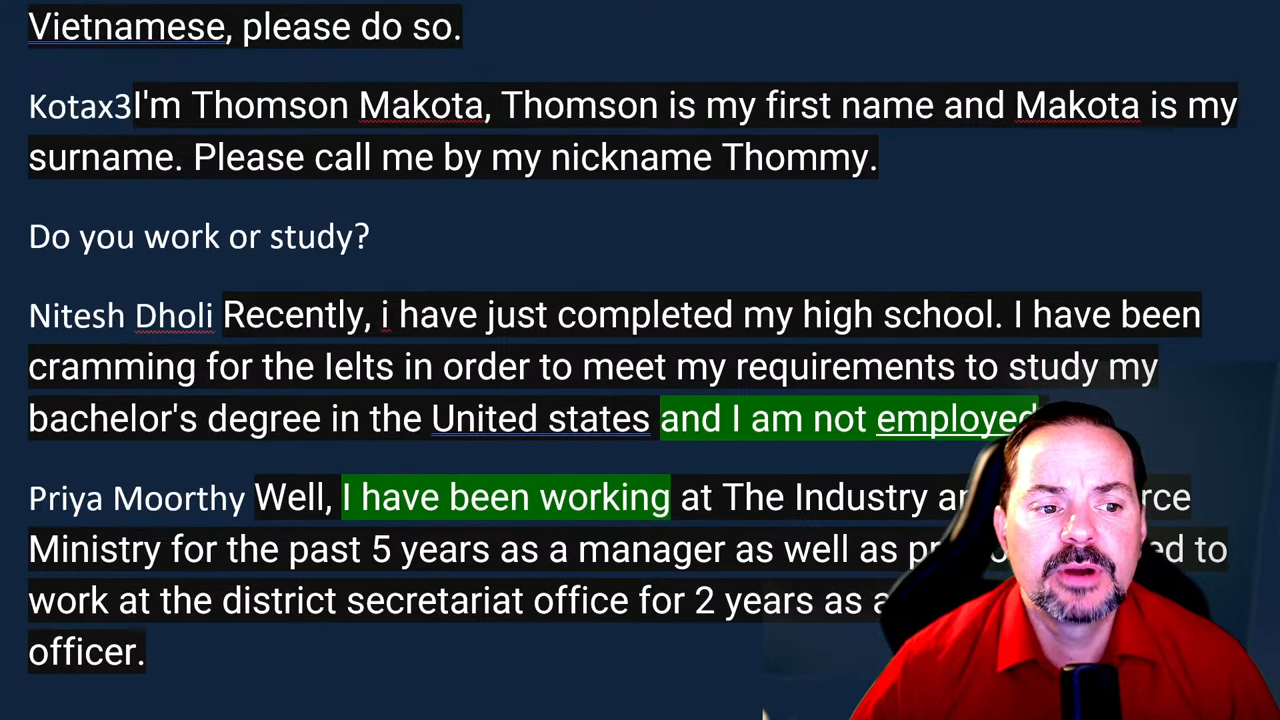 Vietnamese, please do so.
Kotax3I'm Thomson Makota, Thomson is my first name and Makota is my
surname. Please call me by my nickname Thommy.
Do you work or study?
Nitesh Dholi Recently, i have just completed my high school. I have been
cramming for the Ielts in order to meet my requirements to study my
bachelor's degree in the United states and I am not employed
Priya Moorthy Well, I have been working at The Industry
Ministry for the past 5 years as a manager as well as to
work at the district secretariat office for 2 years as
officer.